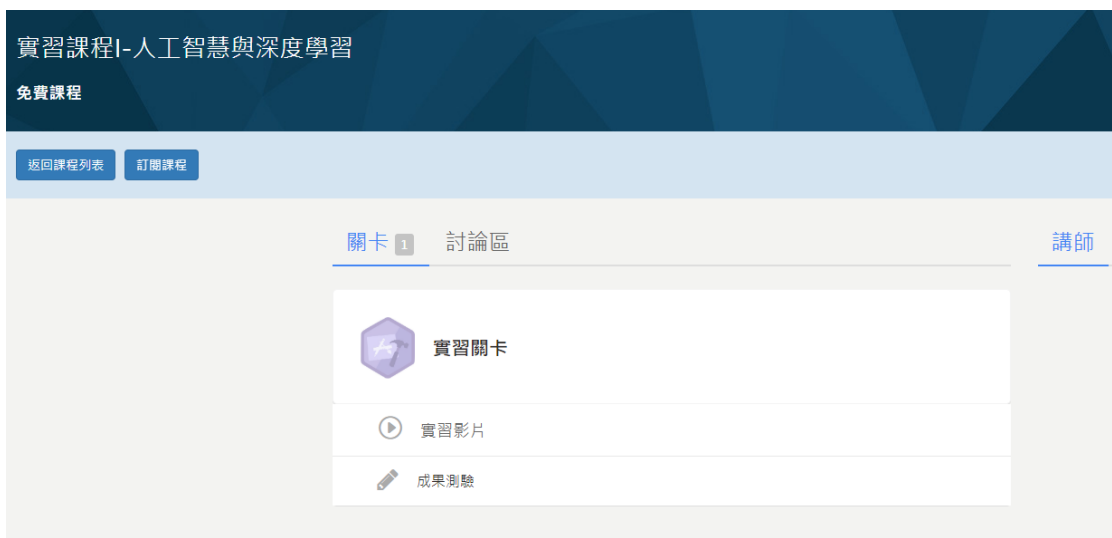 實習課程I-人工智慧與深度學習
免費課程
返回課程列表 訂閱課程
關卡 1 討論區 講師
實習關卡
實習影片
成果測驗